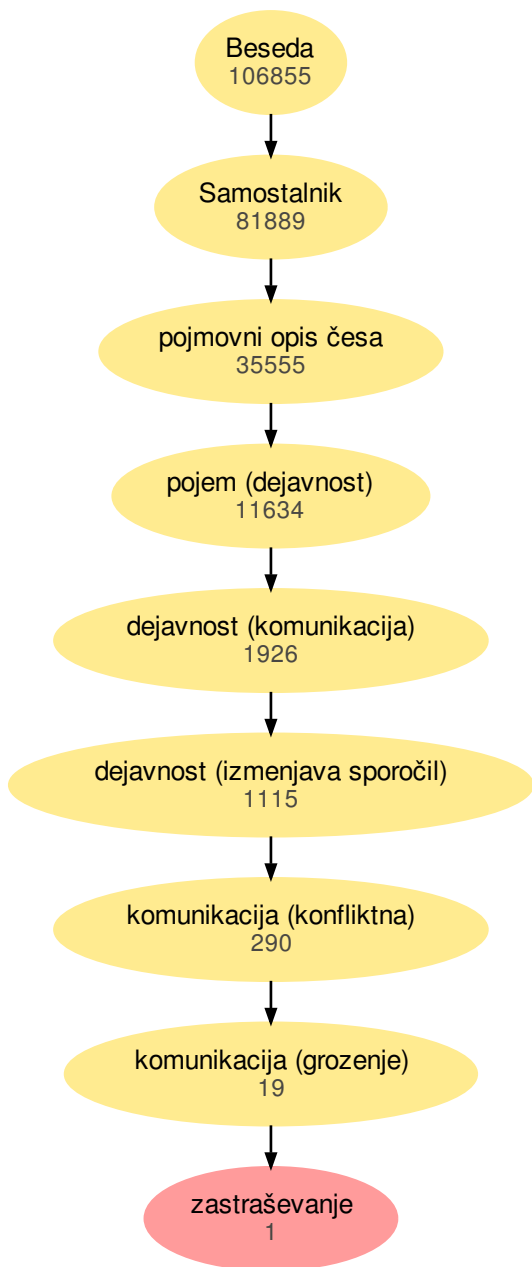 Beseda
106855
Samostalnik
81889
pojmovni opis česa
35555
pojem (dejavnost)
11634
dejavnost (komunikacija)
1926
dejavnost (izmenjava sporočil)
1115
komunikacija (konfliktna)
290
komunikacija (grozenje)
19
zastraševanje
1